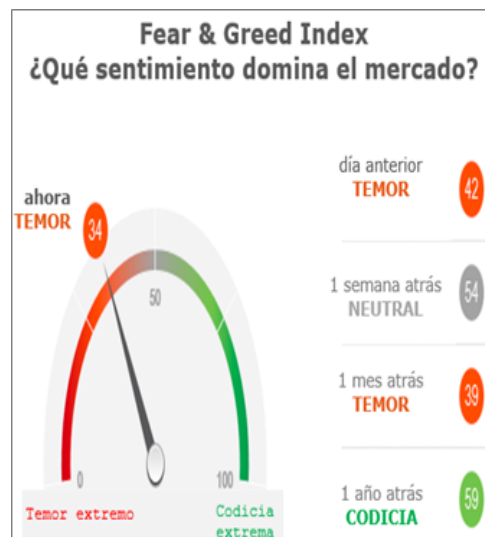 Fear & Greed Index
¿Qué sentimiento domina el mercado?
ahora
TEMOR
34
50
0
100
Temor extremo
Codicia
extrema
día anterior
TEMOR
42
1 semana atrás
NEUTRAL
54
1 mes atrás
TEMOR
39
1 año atrás
CODICIA
59